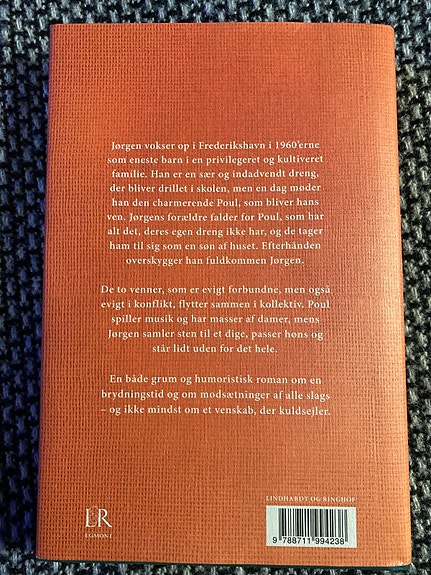 Jørgen vokser op i Frederikshavn i 1960'erne
som eneste barn i en privilegeret og kultiveret
familie. Han er en sær og indadvendt dreng,
der bliver drillet i skolen, men en dag møder
han den charmerende Poul, som bliver hans
ven. Jørgens forældre falder for Poul, som har
alt det, deres egen dreng ikke har, og de tager
ham til sig som en søn af huset. Efterhånden
overskygger han fuldkommen Jørgen.
De to venner, som er evigt forbundne, men også
evigt i konflikt, flytter sammen i kollektiv. Poul
spiller musik og har masser af damer, mens
Jørgen samler sten til et dige, passer høns og
står lidt uden for det hele.
En både grum og humoristisk roman om en
brydningstid og om modsætninger af alle slags
– og ikke mindst om et venskab, der kuldsejler.
LINDHARDT OG RINGHOF
L&R
EGMONT
9 788711 994238